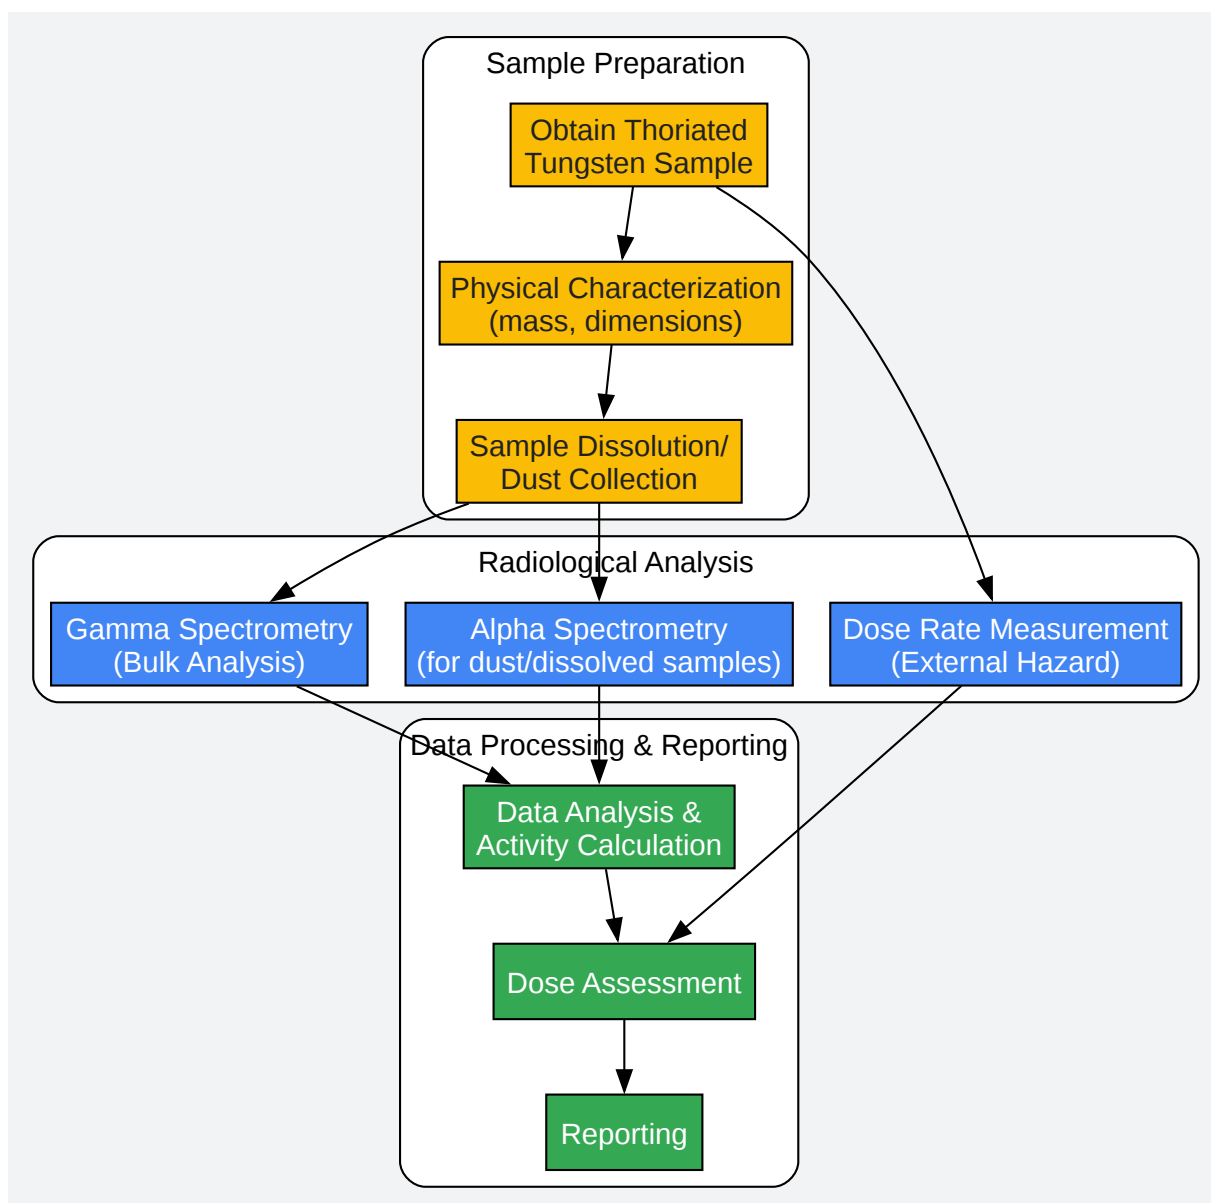 Sample Preparation
Obtain Thoriated
Tungsten Sample
Physical Characterization
(mass, dimensions)
Sample Dissolution/
Dust Collection
Radiological Analysis
Gamma Spectrometry
(Bulk Analysis)
Alpha Spectrometry
(for dust/dissolved samples)
Dose Rate Measurement
(External Hazard)
Data Processing & Reporting
Data Analysis &
Activity Calculation
Dose Assessment
Reporting